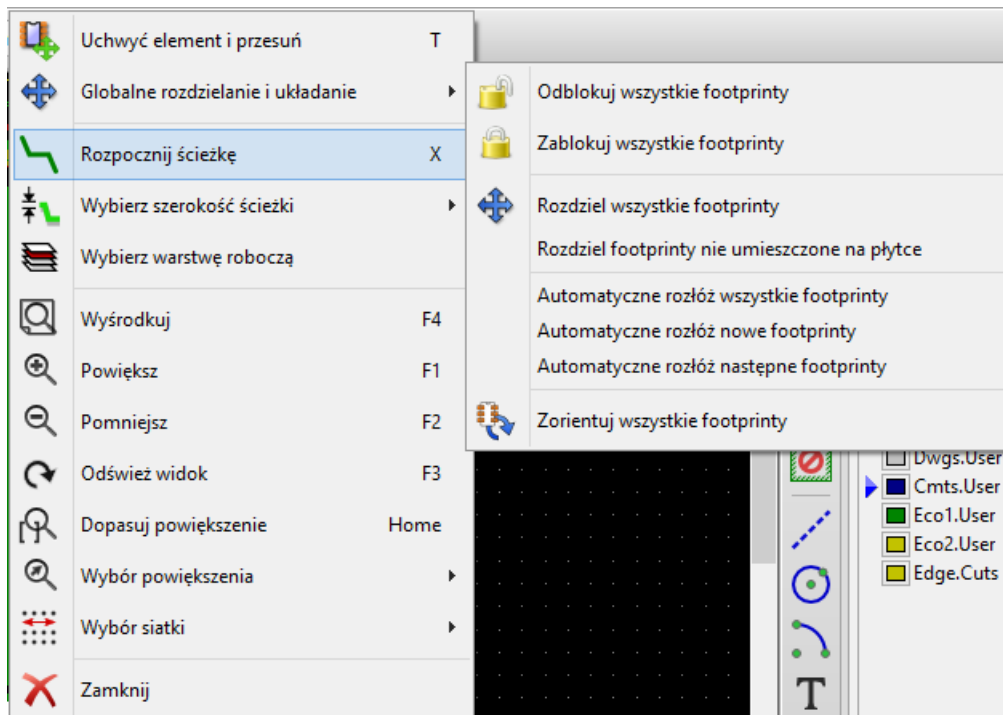 Uchwyć element i przesuń T
Globalne rozdzielanie i układanie
Rozpocznij ścieżkę X
Wybierz szerokość ścieżki
Wybierz warstwę roboczą
Wyśrodkuj F4
Powiększ F1
Pomniejsz F2
Odśwież widok F3
Dopasuj powiększenie Home
Wybór powiększenia
Wybór siatki
Zamknij
Odblokuj wszystkie footprinty
Zablokuj wszystkie footprinty
Rozdziel wszystkie footprinty
Rozdziel footprinty nie umieszczone na płytce
Automatyczne rozłóż wszystkie footprinty
Automatyczne rozłóż nowe footprinty
Automatyczne rozłóż następne footprinty
Zorientuj wszystkie footprinty
Dwgs.User
Cmts.User
Eco1.User
Eco2.User
Edge.Cuts
T